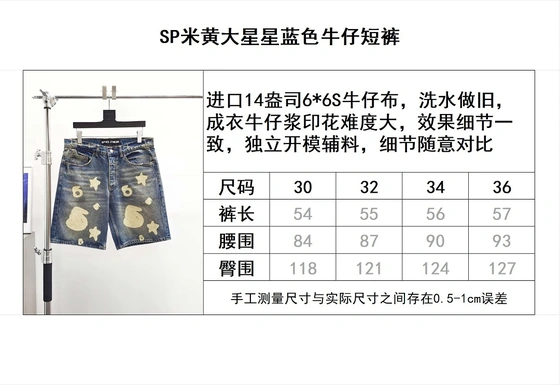 SP米黄大星星蓝色牛仔短裤
进口14盎司6*6S牛仔布，洗水做旧，
成衣牛仔浆印花难度大，效果细节一
致，独立开模辅料，细节随意对比
尺码 30 32 34 36
裤长 54 55 56 57
腰围 84 87 90 93
臀围 118 121 124 127
手工测量尺寸与实际尺寸之间存在0.5-1cm误差
6 6